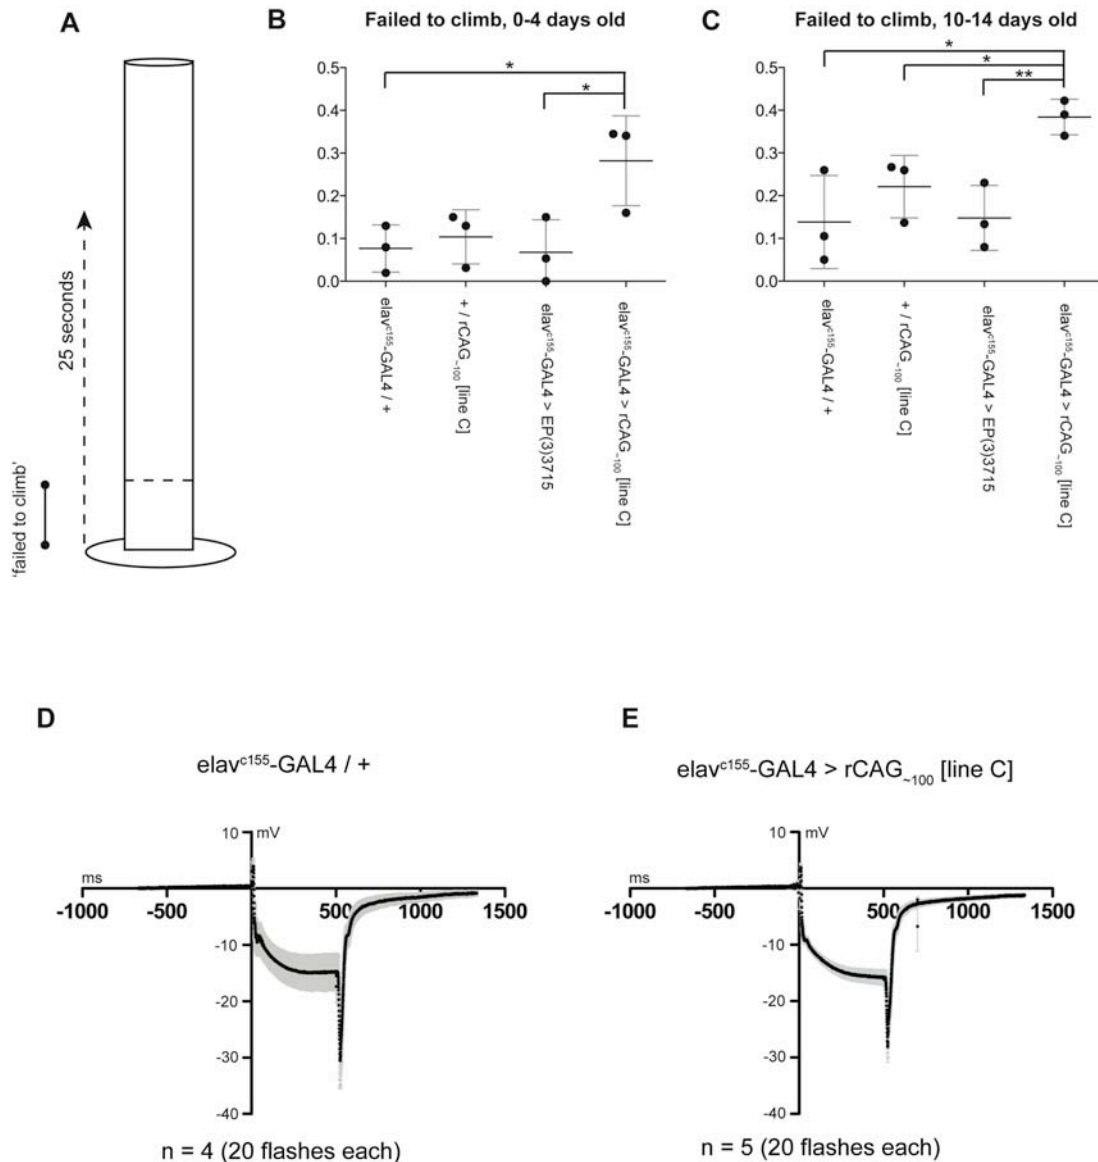 A
25 seconds
'failed to climb'
B
Failed to climb, 0-4 days old
*
*
0.5
0.4
0.3
0.2
0.1
0.0
elavc155-GAL4 / +
+ / rCAG~100 [line C]
elavc155-GAL4 > EP(3)3715
elavc155-GAL4 > rCAG~100 [line C]
C
Failed to climb, 10-14 days old
*
*
**
0.5
0.4
0.3
0.2
0.1
0.0
elavc155-GAL4 / +
+ / rCAG~100 [line C]
elavc155-GAL4 > EP(3)3715
elavc155-GAL4 > rCAG~100 [line C]
D
elavc155-GAL4 / +
10
mV
ms
-1000 -500 500 1000 1500
-10
-20
-30
-40
n = 4 (20 flashes each)
E
elavc155-GAL4 > rCAG~100 [line C]
10
mV
ms
-1000 -500 500 1000 1500
-10
-20
-30
-40
n = 5 (20 flashes each)